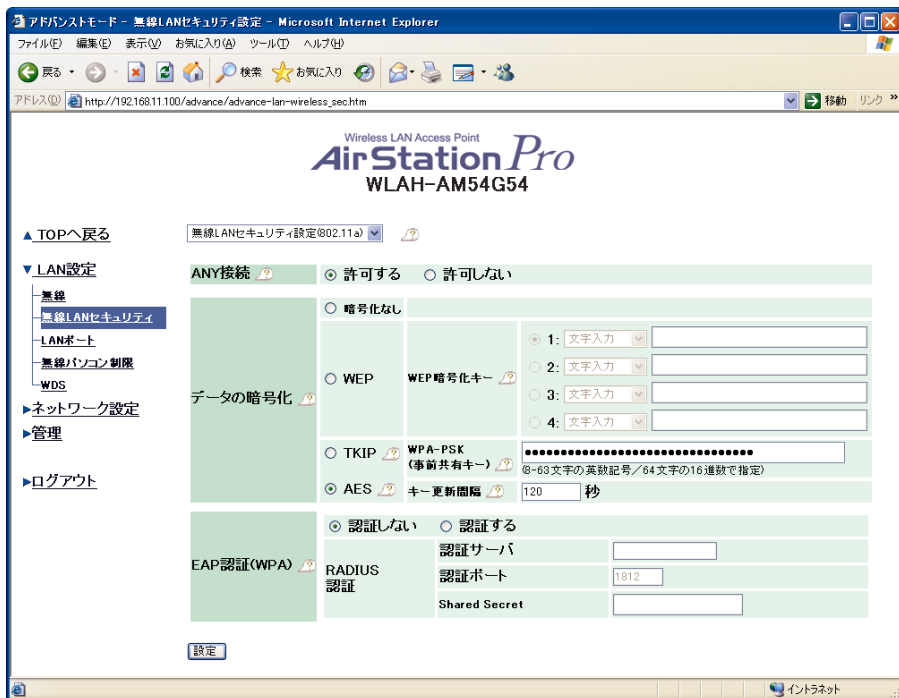 アドバンストモード - 無線LANセキュリティ設定 - Microsoft Internet Explorer
ファイル(F) 編集(E) 表示(V) お気に入り(A) ツール(T) ヘルプ(H)
戻る 検索 お気に入り
アドレス(D) http://192.168.11.100/advance/advance-lan-wireless_sec.htm 移動 リンク »
Wireless LAN Access Point
AirStation Pro
WLAH-AM54G54
▲ TOPへ戻る
無線LANセキュリティ設定(802.11a)
▼ LAN設定
無線
無線LANセキュリティ
LANポート
無線パソコン制限
WDS
▶ネットワーク設定
▶管理
▶ログアウト
ANY接続 ? 許可する 許可しない
データの暗号化 ?
暗号化なし
WEP WEP暗号化キー ?
1: 文字入力
2: 文字入力
3: 文字入力
4: 文字入力
TKIP ? WPA-PSK
(事前共有キー) ? ●●●●●●●●●●●●●●●●●●●●●●●●●●●●●●●●
(8-63文字の英数記号/64文字の16進数で指定)
AES ? キー更新間隔 ? 120 秒
EAP認証(WPA) ?
認証しない 認証する
RADIUS
認証
認証サーバ
認証ポート 1812
Shared Secret
設定
イントラネット